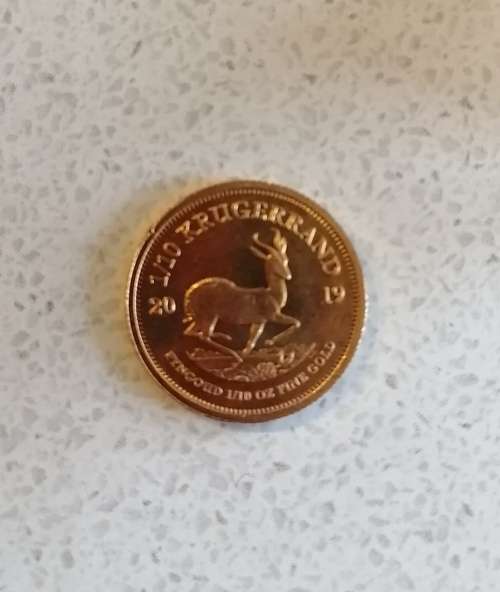 1/10 KRUGERRAND
20 19
FYNGOUD 1/10 OZ FINE GOLD